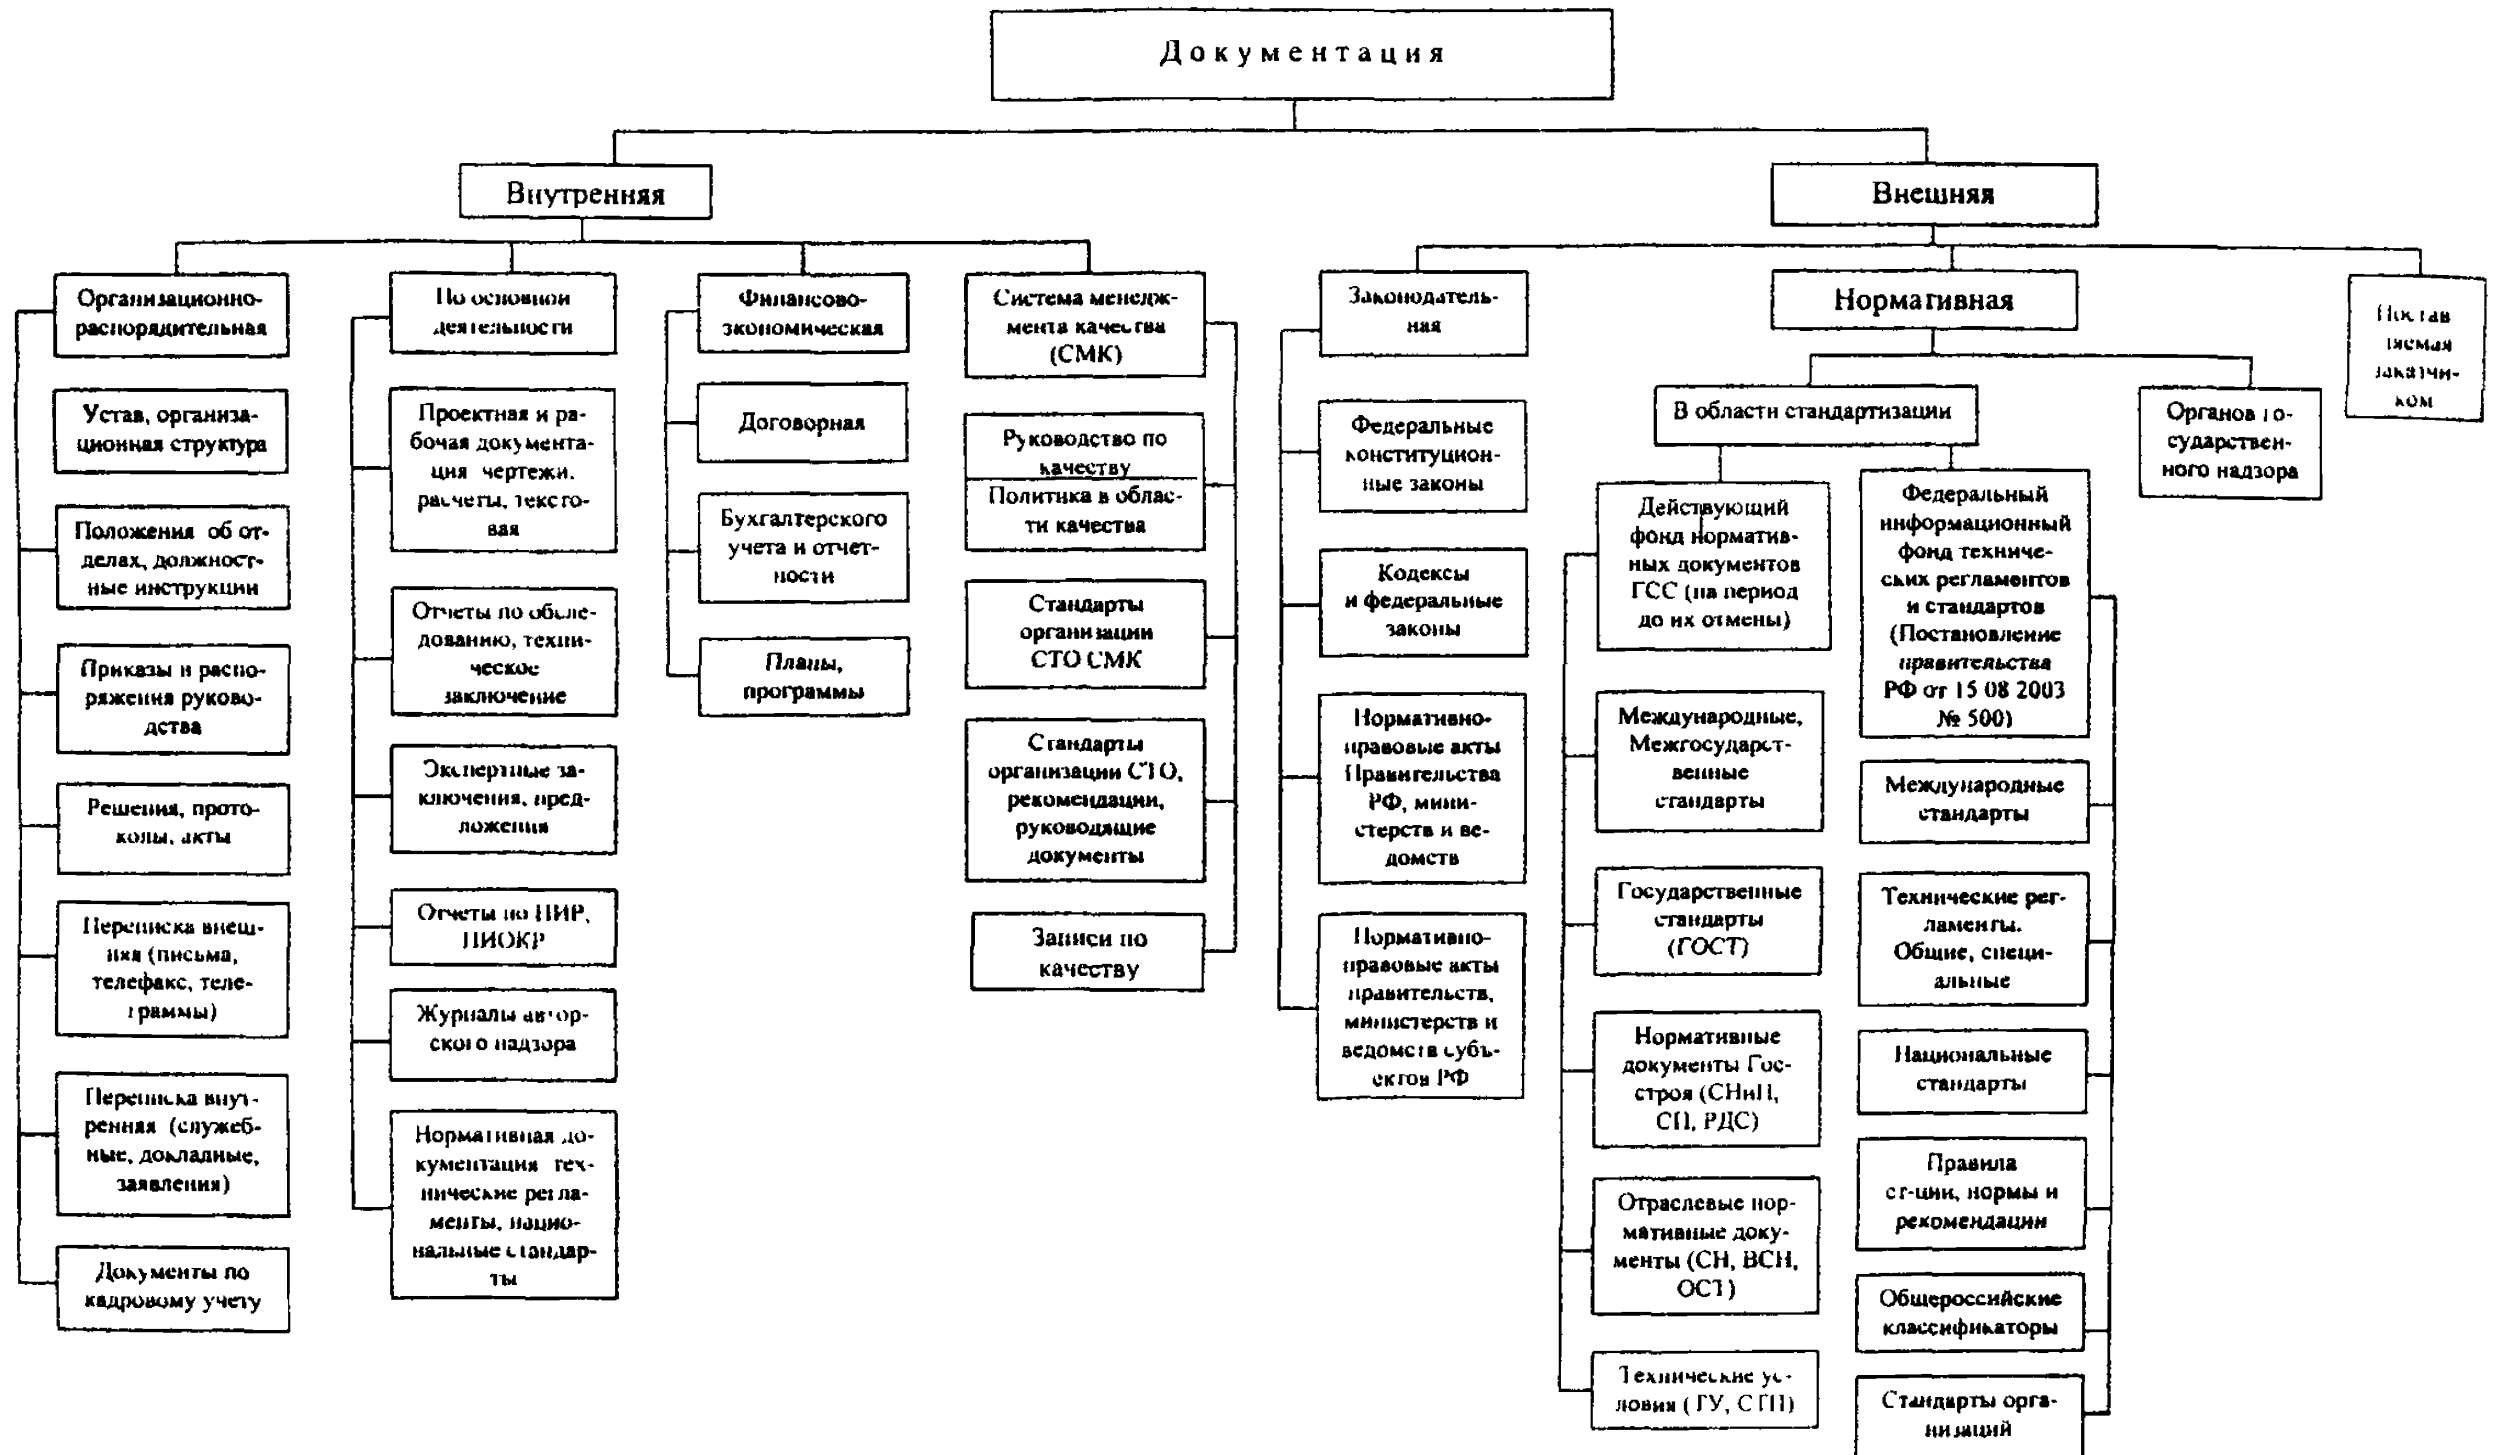 Документация
Внутренняя
Внешняя
Организационно-
распорядительная
Устав, организа-
ционная структура
Положения об от-
делах, должност-
ные инструкции
Приказы и распо-
ряжения руково-
дства
Решения, прото-
колы, акты
Переписка внеш-
няя (письма,
телефакс, теле-
граммы)
Переписка внут-
ренняя (служеб-
ные, докладные,
заявления)
Документы по
кадровому учету
По основной
деятельности
Проектная и ра-
бочая документа-
ция чертежи,
расчеты, тексто-
вая
Отчеты по обсле-
дованию, техни-
ческое
заключение
Экспертные за-
ключения, пред-
ложения
Отчеты по НИР,
НИОКР
Журналы автор-
ского надзора
Нормативная до-
кументация тех-
нические регла-
менты, нацио-
нальные стандар-
ты
Финансово-
экономическая
Договорная
Бухгалтерского
учета и отчет-
ности
Планы,
программы
Система менедж-
мента качества
(СМК)
Руководство по
качеству
Политика в облас-
ти качества
Стандарты
организации
СТО СМК
Стандарты
организации СТО,
рекомендации,
руководящие
документы
Записи по
качеству
Законодатель-
ная
Федеральные
конституцион-
ные законы
Кодексы
и федеральные
законы
Нормативно-
правовые акты
Правительства
РФ, мини-
стерств и ве-
домств
Нормативно-
правовые акты
правительств,
министерств и
ведомств субъ-
ектов РФ
Нормативная
В области стандартизации
Действующий
фонд норматив-
ных документов
ГСС (на период
до их отмены)
Международные,
Межгосударст-
венные
стандарты
Государственные
стандарты
(ГОСТ)
Нормативные
документы Гос-
строя (СНиП,
СП, РДС)
Отраслевые нор-
мативные доку-
менты (СН, ВСН,
ОСТ)
Технические ус-
ловия (ТУ, СТП)
Федеральный
информационный
фонд техниче-
ских регламентов
и стандартов
(Постановление
правительства
РФ от 15 08 2003
№ 500)
Международные
стандарты
Технические рег-
ламенты.
Общие, специ-
альные
Национальные
стандарты
Правила
ст-ции, нормы и
рекомендации
Общероссийские
классификаторы
Стандарты орга-
низаций
Органов го-
сударствен-
ного надзора
Постав
ляемая
заказчи-
ком